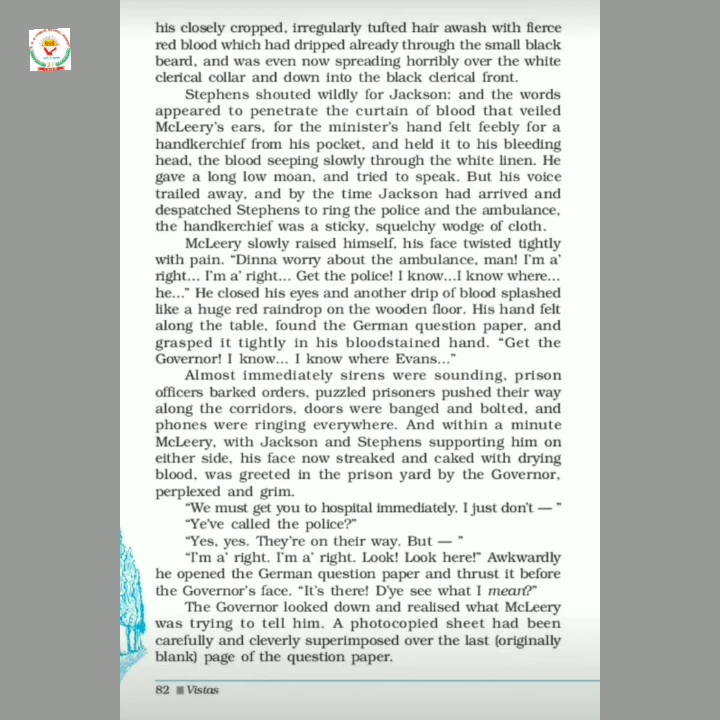 his closely cropped, irregularly tufted hair awash with fierce
red blood which had dripped already through the small black
beard, and was even now spreading horribly over the white
clerical collar and down into the black clerical front.
Stephens shouted wildly for Jackson: and the words
appeared to penetrate the curtain of blood that veiled
McLeery's ears, for the minister's hand felt feebly for a
handkerchief from his pocket, and held it to his bleeding
head, the blood seeping slowly through the white linen. He
gave a long low moan, and tried to speak. But his voice
trailed away, and by the time Jackson had arrived and
despatched Stephens to ring the police and the ambulance,
the handkerchief was a sticky, squelchy wodge of cloth.
McLeery slowly raised himself, his face twisted tightly
with pain. “Dinna worry about the ambulance, man! I'm a'
right... I'm a' right... Get the police! I know...I know where...
he...” He closed his eyes and another drip of blood splashed
like a huge red raindrop on the wooden floor. His hand felt
along the table, found the German question paper, and
grasped it tightly in his bloodstained hand. “Get the
Governor! I know... I know where Evans...”
Almost immediately sirens were sounding, prison
officers barked orders, puzzled prisoners pushed their way
along the corridors, doors were banged and bolted, and
phones were ringing everywhere. And within a minute
McLeery, with Jackson and Stephens supporting him on
either side, his face now streaked and caked with drying
blood, was greeted in the prison yard by the Governor,
perplexed and grim.
“We must get you to hospital immediately. I just don't — ”
“Ye've called the police?”
“Yes, yes. They're on their way. But — ”
“I'm a' right. I'm a' right. Look! Look here!” Awkwardly
he opened the German question paper and thrust it before
the Governor's face. “It's there! D'ye see what I mean?”
The Governor looked down and realised what McLeery
was trying to tell him. A photocopied sheet had been
carefully and cleverly superimposed over the last (originally
blank) page of the question paper.
82 ■ Vistas